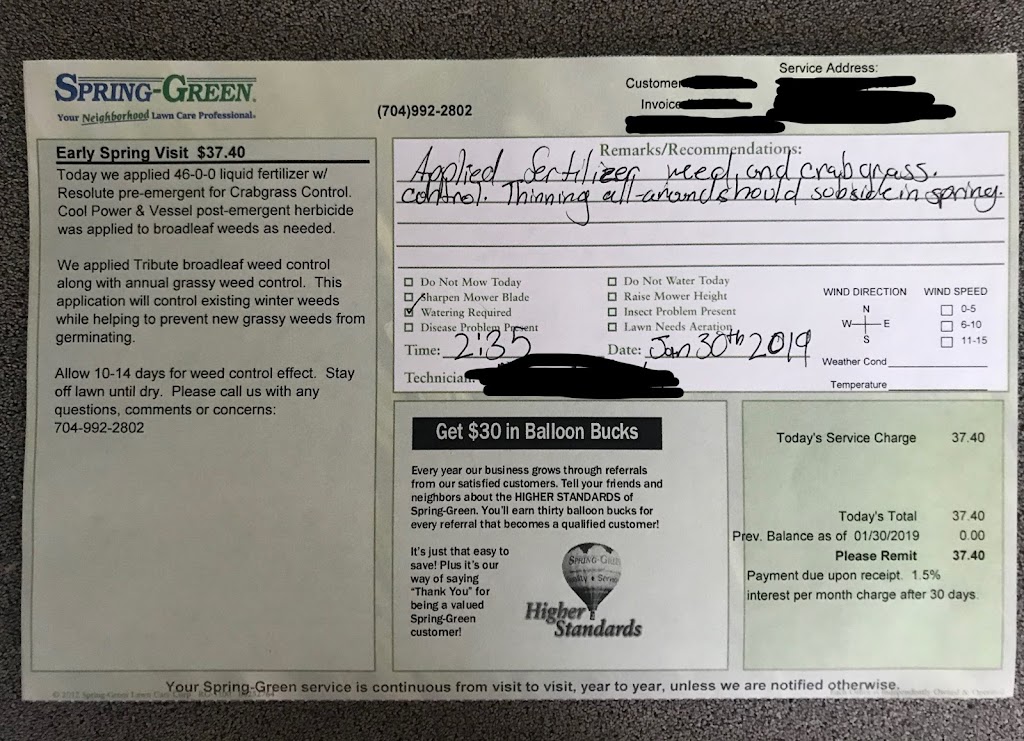 SPRING-GREEN.
Your Neighborhood Lawn Care Professional.
(704)992-2802
Customer
Invoice
Service Address:
Early Spring Visit $37.40
Today we applied 46-0-0 liquid fertilizer w/
Resolute pre-emergent for Crabgrass Control.
Cool Power & Vessel post-emergent herbicide
was applied to broadleaf weeds as needed.
We applied Tribute broadleaf weed control
along with annual grassy weed control. This
application will control existing winter weeds
while helping to prevent new grassy weeds from
germinating.
Allow 10-14 days for weed control effect. Stay
off lawn until dry. Please call us with any
questions, comments or concerns:
704-992-2802
Remarks/Recommendations:
Applied fertilizer weed, and crabgrass.
control. Thinning all-around should subside in spring.
Do Not Mow Today
Sharpen Mower Blade
Watering Required
Disease Problem Present
Do Not Water Today
Raise Mower Height
Insect Problem Present
Lawn Needs Aeration
WIND DIRECTION
N
W E
S
WIND SPEED
0-5
6-10
11-15
Time: 2:35
Date: Jan 30th 2019
Weather Cond
Technician:
Temperature
Get $30 in Balloon Bucks
Every year our business grows through referrals
from our satisfied customers. Tell your friends and
neighbors about the HIGHER STANDARDS of
Spring-Green. You'll earn thirty balloon bucks for
every referral that becomes a qualified customer!
It's just that easy to
save! Plus it's our
way of saying
"Thank You" for
being a valued
Spring-Green
customer!
Higher
Standards
Today's Service Charge 37.40
Today's Total 37.40
Prev. Balance as of 01/30/2019 0.00
Please Remit 37.40
Payment due upon receipt. 1.5%
interest per month charge after 30 days.
Your Spring-Green service is continuous from visit to visit, year to year, unless we are notified otherwise.
© 2012 Spring-Green Lawn Care Corp.